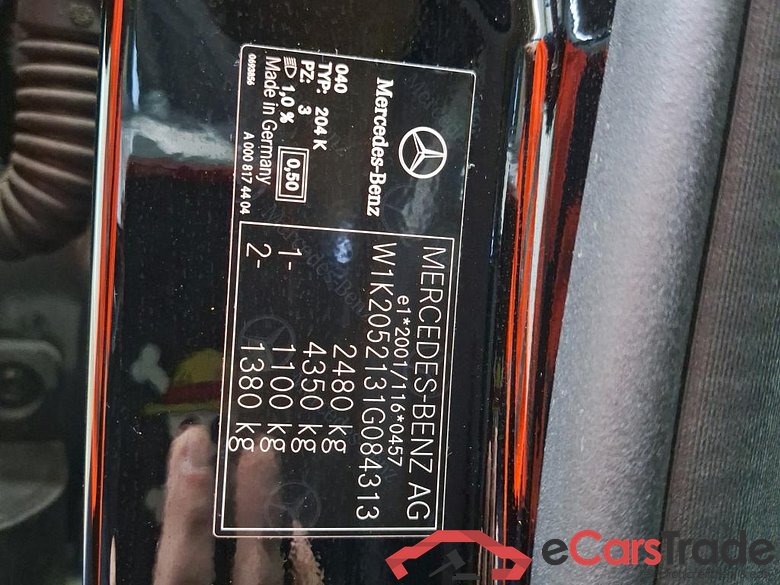 Mercedes-Benz
040
TYP: 204 K
PZ: 3
1,0 %
0,50
Made in Germany
0693856
A 000 817 44 04
MERCEDES-BENZ AG
e1*2001/116*0457
W1K2052131G084313
2480 kg
4350 kg
1- 1100 kg
2- 1380 kg
eCarsTrade